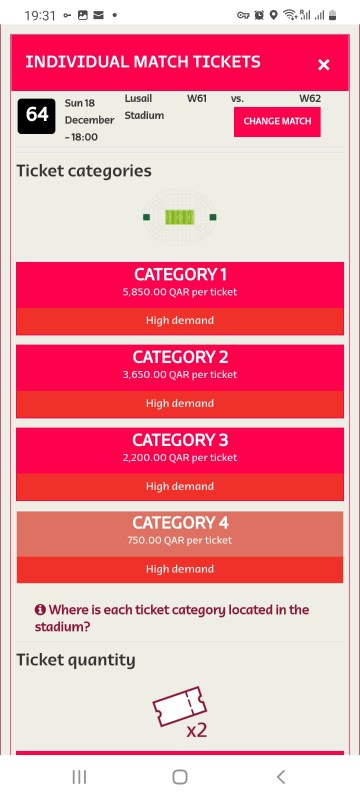 19:31
INDIVIDUAL MATCH TICKETS ×
64 Sun 18 December - 18:00 Lusail Stadium W61 vs. W62
CHANGE MATCH
Ticket categories
CATEGORY 1
5,850.00 QAR per ticket
High demand
CATEGORY 2
3,650.00 QAR per ticket
High demand
CATEGORY 3
2,200.00 QAR per ticket
High demand
CATEGORY 4
750.00 QAR per ticket
High demand
Where is each ticket category located in the
stadium?
Ticket quantity
x2